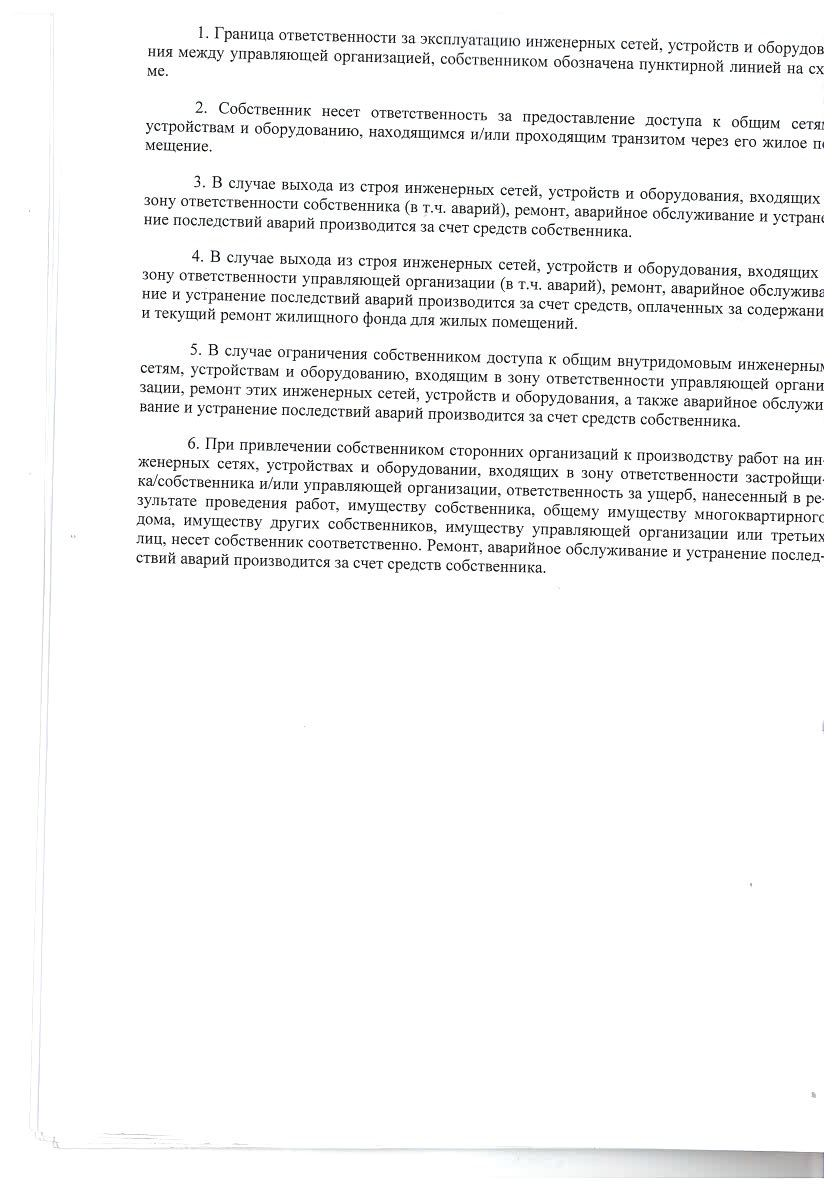 1. Граница ответственности за эксплуатацию инженерных сетей, устройств и оборудов
ния между управляющей организацией, собственником обозначена пунктирной линией на сх
ме.
2. Собственник несет ответственность за предоставление доступа к общим сетя
устройствам и оборудованию, находящимся и/или проходящим транзитом через его жилое п
мещение.
3. В случае выхода из строя инженерных сетей, устройств и оборудования, входящих
зону ответственности собственника (в т.ч. аварий), ремонт, аварийное обслуживание и устране
ние последствий аварий производится за счет средств собственника.
4. В случае выхода из строя инженерных сетей, устройств и оборудования, входящих
зону ответственности управляющей организации (в т.ч. аварий), ремонт, аварийное обслужива
ние и устранение последствий аварий производится за счет средств, оплаченных за содержани
и текущий ремонт жилищного фонда для жилых помещений.
5. В случае ограничения собственником доступа к общим внутридомовым инженерным
сетям, устройствам и оборудованию, входящим в зону ответственности управляющей органи
зации, ремонт этих инженерных сетей, устройств и оборудования, а также аварийное обслужи
вание и устранение последствий аварий производится за счет средств собственника.
6. При привлечении собственником сторонних организаций к производству работ на ин-
женерных сетях, устройствах и оборудовании, входящих в зону ответственности застройщи-
ка/собственника и/или управляющей организации, ответственность за ущерб, нанесенный в ре-
зультате проведения работ, имуществу собственника, общему имуществу многоквартирного
дома, имуществу других собственников, имуществу управляющей организации или третьих
лиц, несет собственник соответственно. Ремонт, аварийное обслуживание и устранение послед-
ствий аварий производится за счет средств собственника.